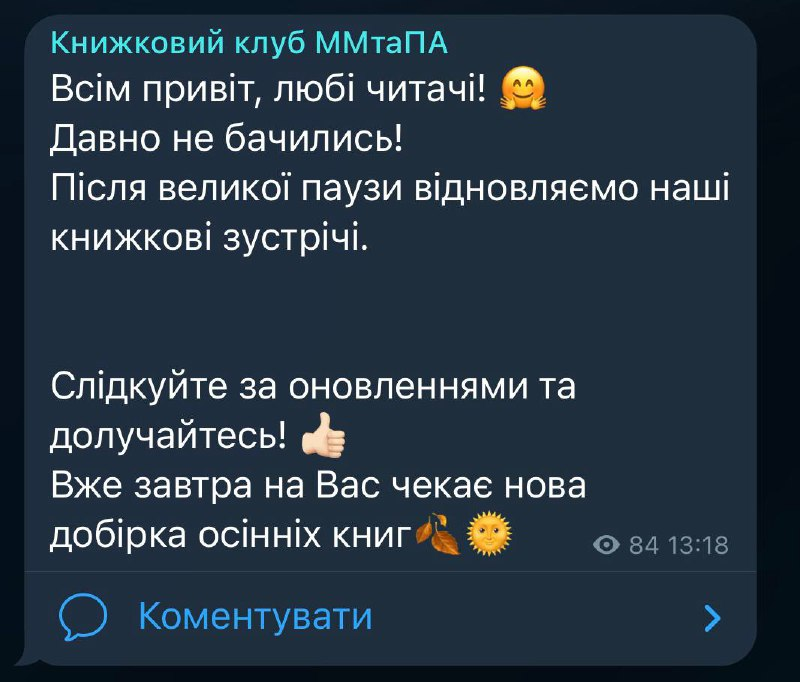 Книжковий клуб ММтаПА
Всім привіт, любі читачі! 🤗
Давно не бачились!
Після великої паузи відновляємо наші
книжкові зустрічі.
Слідкуйте за оновленнями та
долучайтесь! 👍🏻
Вже завтра на Вас чекає нова
добірка осінніх книг🍂🌞
84 13:18
Коментувати